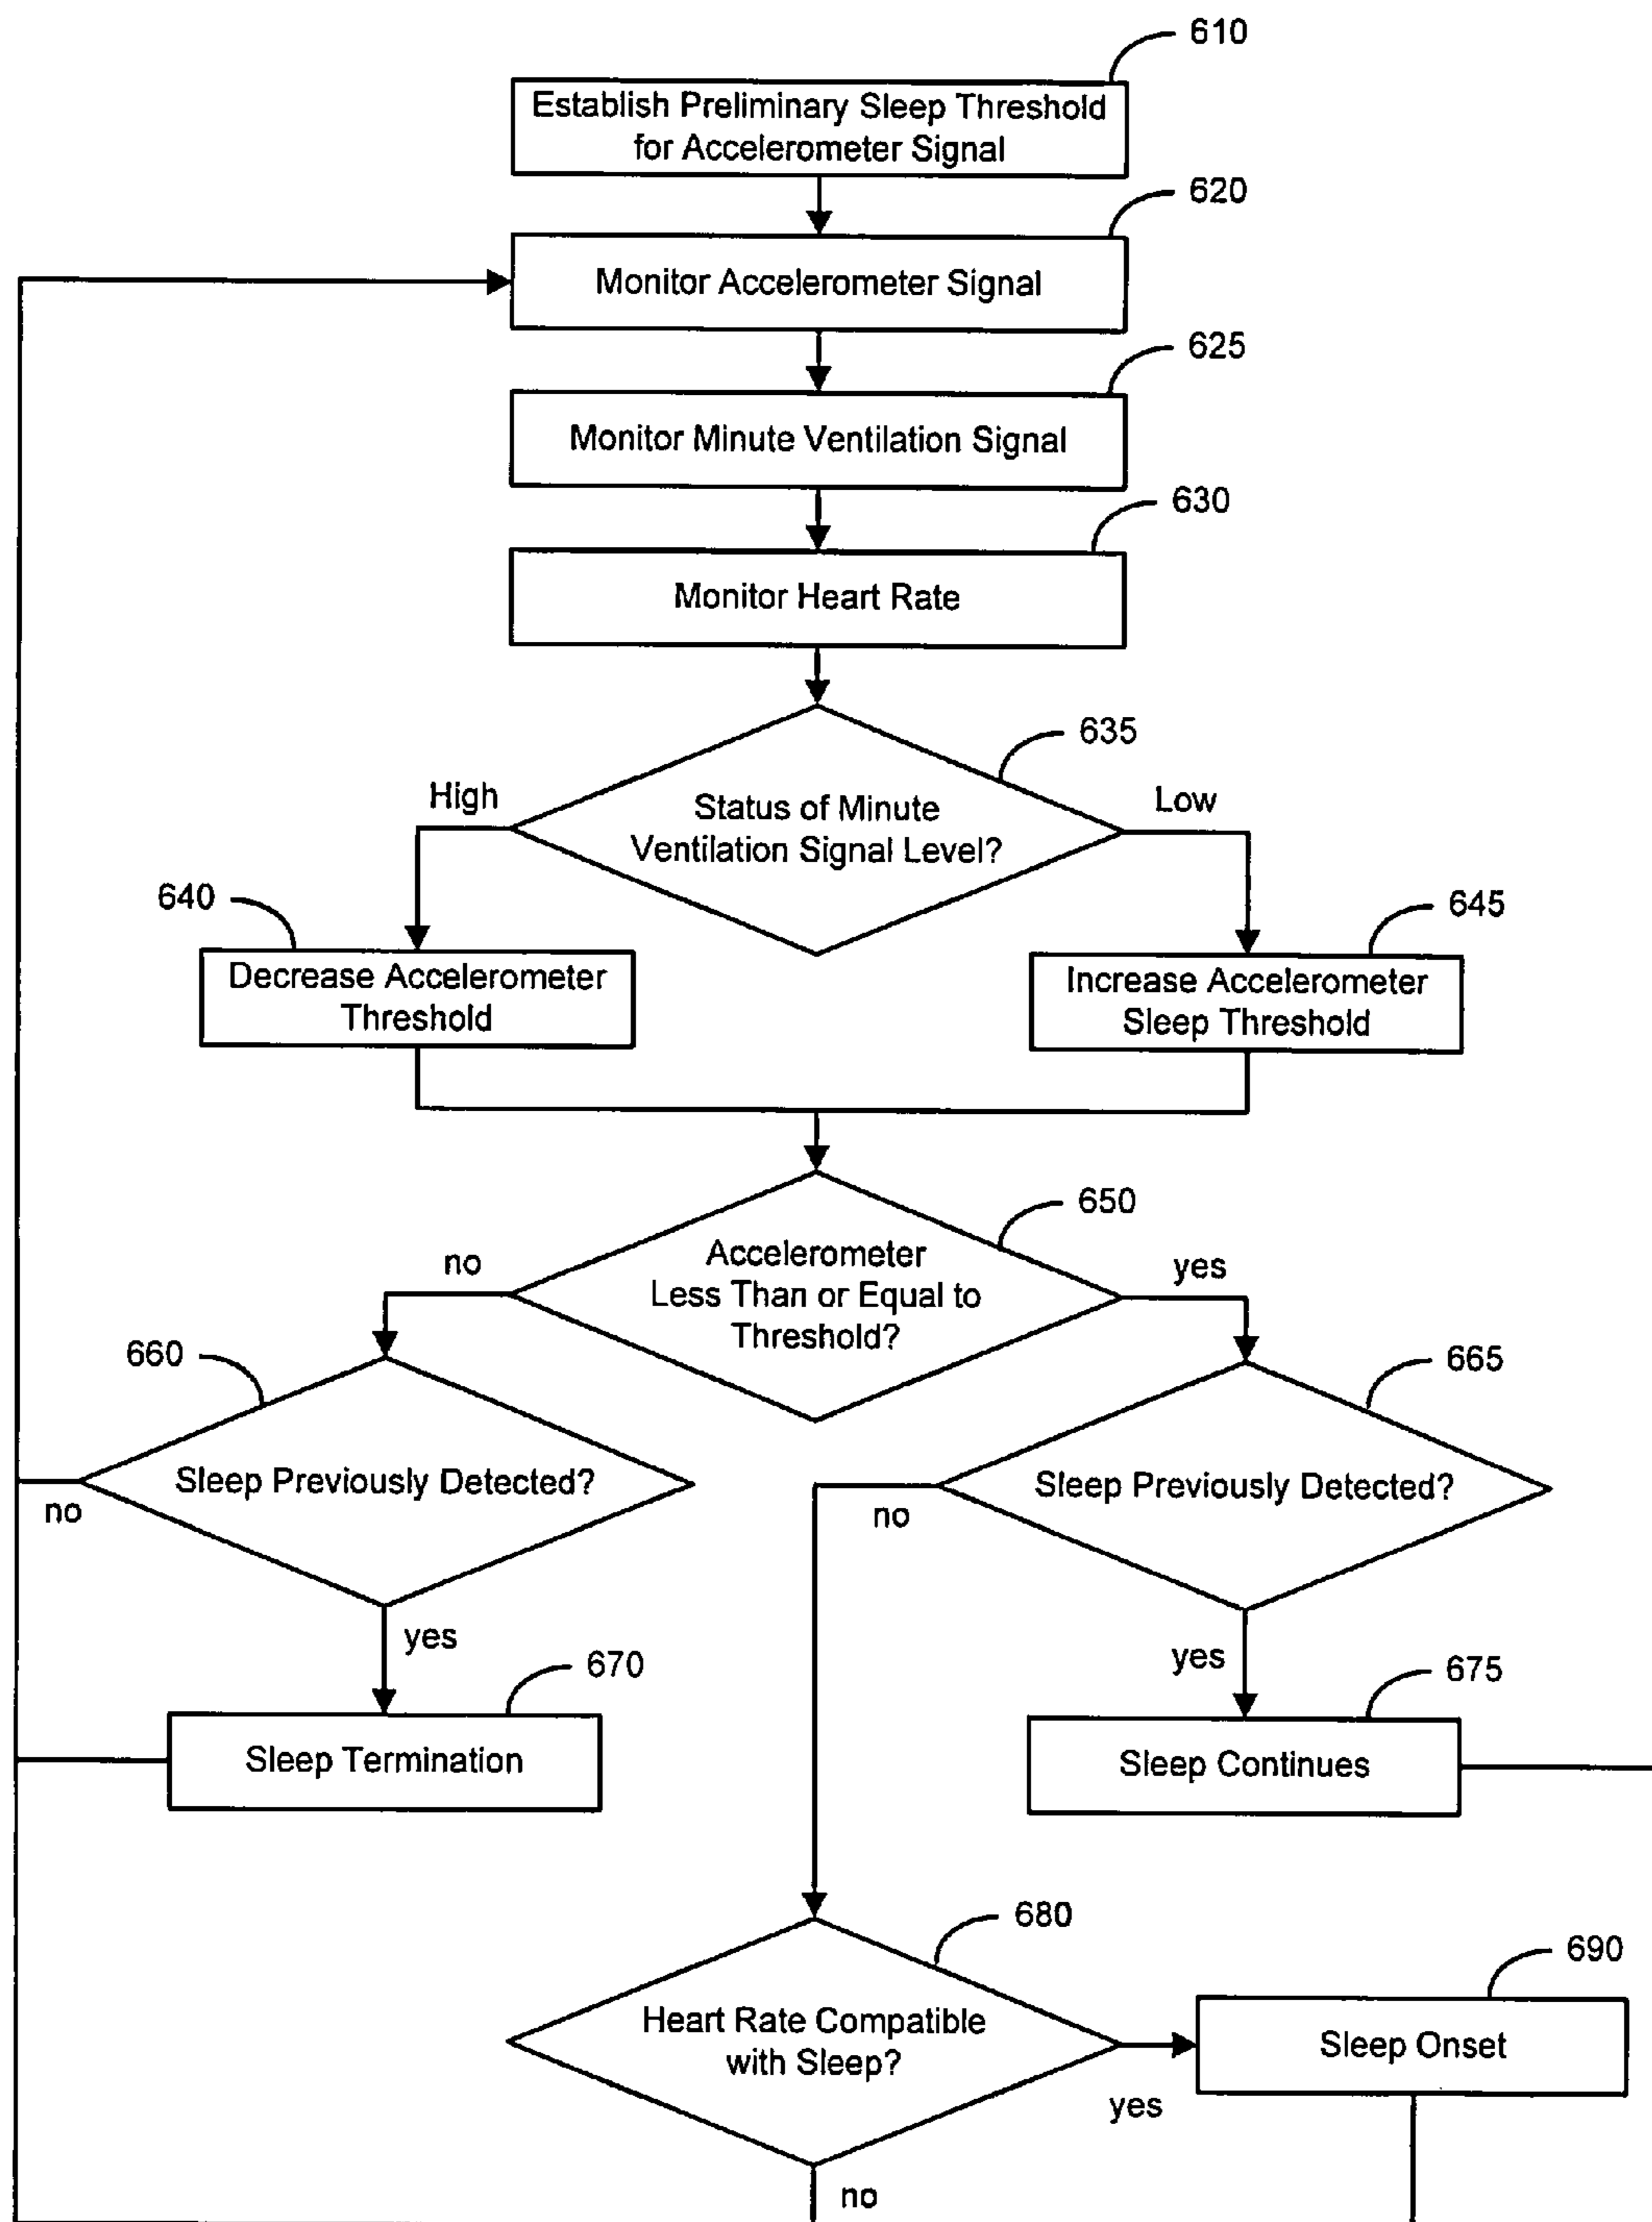 610
Establish Preliminary Sleep Threshold
for Accelerometer Signal
620
Monitor Accelerometer Signal
625
Monitor Minute Ventilation Signal
630
Monitor Heart Rate
635
High
Status of Minute
Ventilation Signal Level?
Low
640
Decrease Accelerometer
Threshold
645
Increase Accelerometer
Sleep Threshold
650
no
Accelerometer
Less Than or Equal to
Threshold?
yes
660
Sleep Previously Detected?
no
665
Sleep Previously Detected?
no
yes
670
Sleep Termination
yes
675
Sleep Continues
680
Heart Rate Compatible
with Sleep?
yes
690
Sleep Onset
no